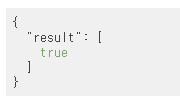 {
  "result": [
    true
  ]
}